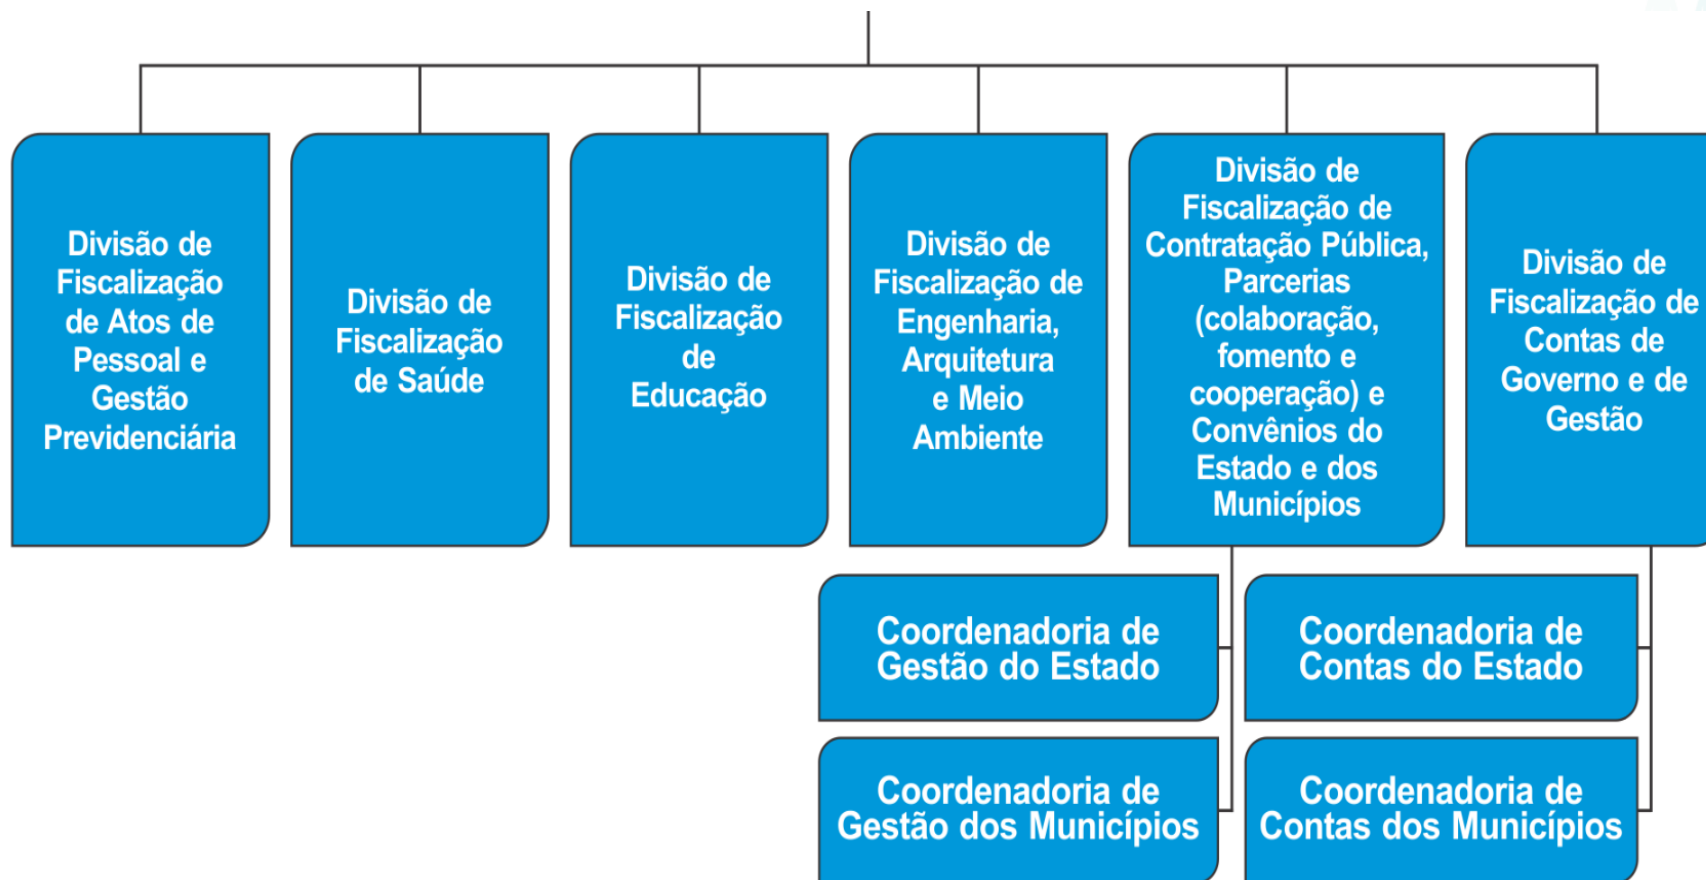 Divisão de
Fiscalização
de Atos de
Pessoal e
Gestão
Previdenciária
Divisão de
Fiscalização
de Saúde
Divisão de
Fiscalização
de
Educação
Divisão de
Fiscalização de
Engenharia,
Arquitetura
e Meio
Ambiente
Divisão de
Fiscalização de
Contratação Pública,
Parcerias
(colaboração,
fomento e
cooperação) e
Convênios do
Estado e dos
Municípios
Divisão de
Fiscalização de
Contas de
Governo e de
Gestão
Coordenadoria de
Gestão do Estado
Coordenadoria de
Contas do Estado
Coordenadoria de
Gestão dos Municípios
Coordenadoria de
Contas dos Municípios